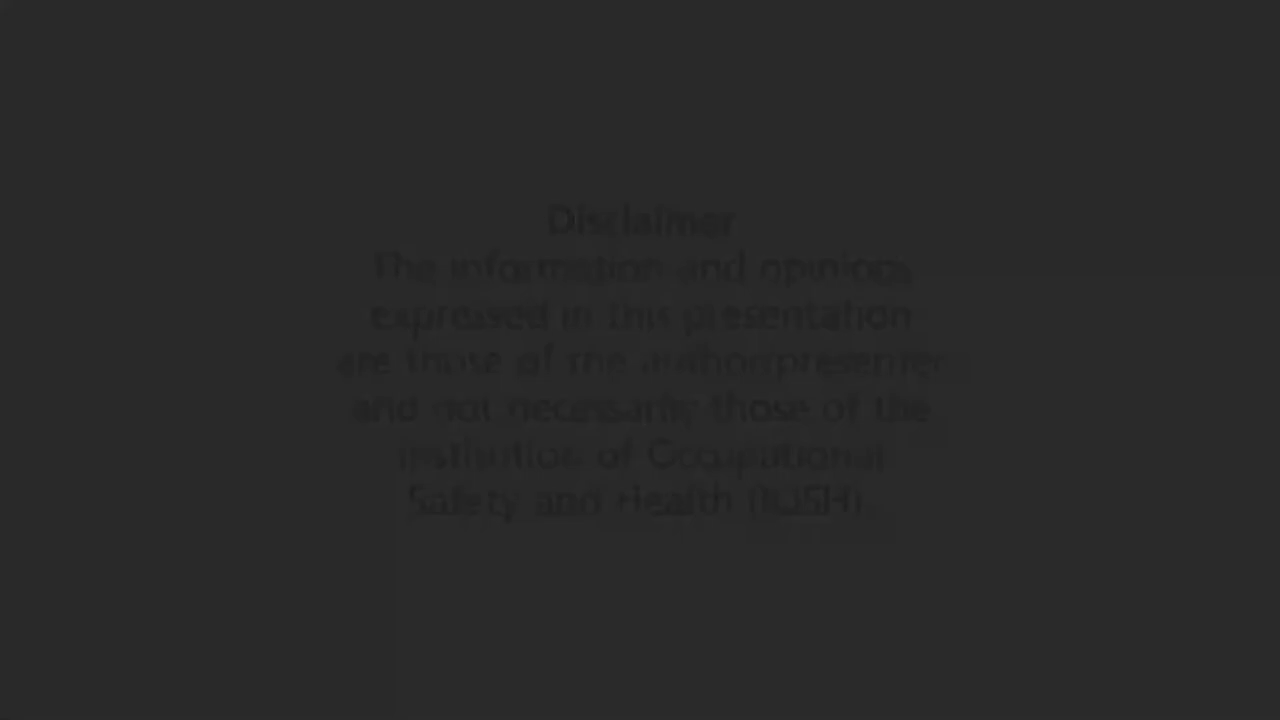 Disclaimer
The information and opinions
expressed in this presentation
are those of the author/presenter
and not necessarily those of the
Institution of Occupational
Safety and Health (IOSH).